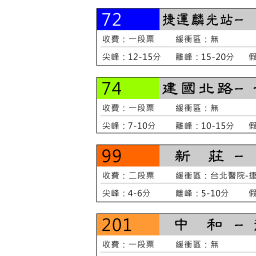 72 捷運麟光站-
收費：一段票 緩衝區：無
尖峰：12-15分 離峰：15-20分
74 建國北路-
收費：一段票 緩衝區：無
尖峰：7-10分 離峰：10-15分
99 新 莊 -
收費：二段票 緩衝區：台北醫院-捷
尖峰：4-6分 離峰：5-10分
201 中 和 -
收費：一段票 緩衝區：無